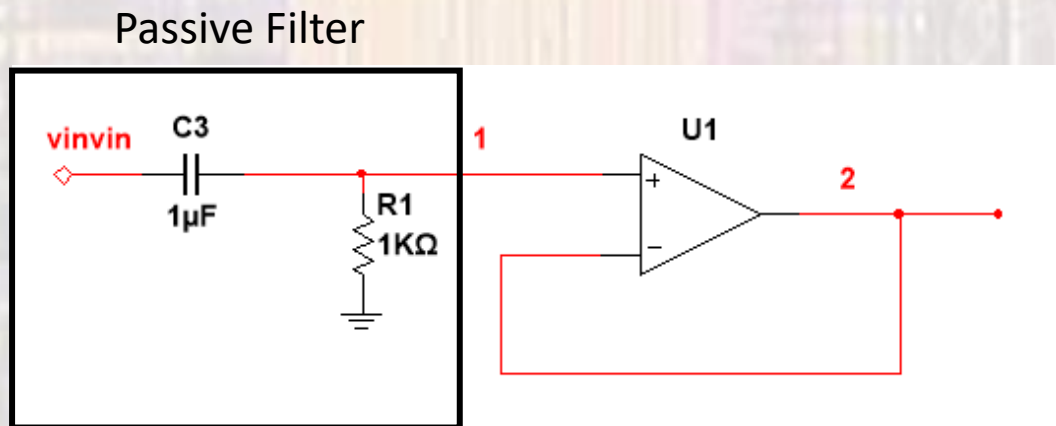 Passive Filter
vinvin
C3
1µF
R1
1KΩ
1
U1
+
−
2